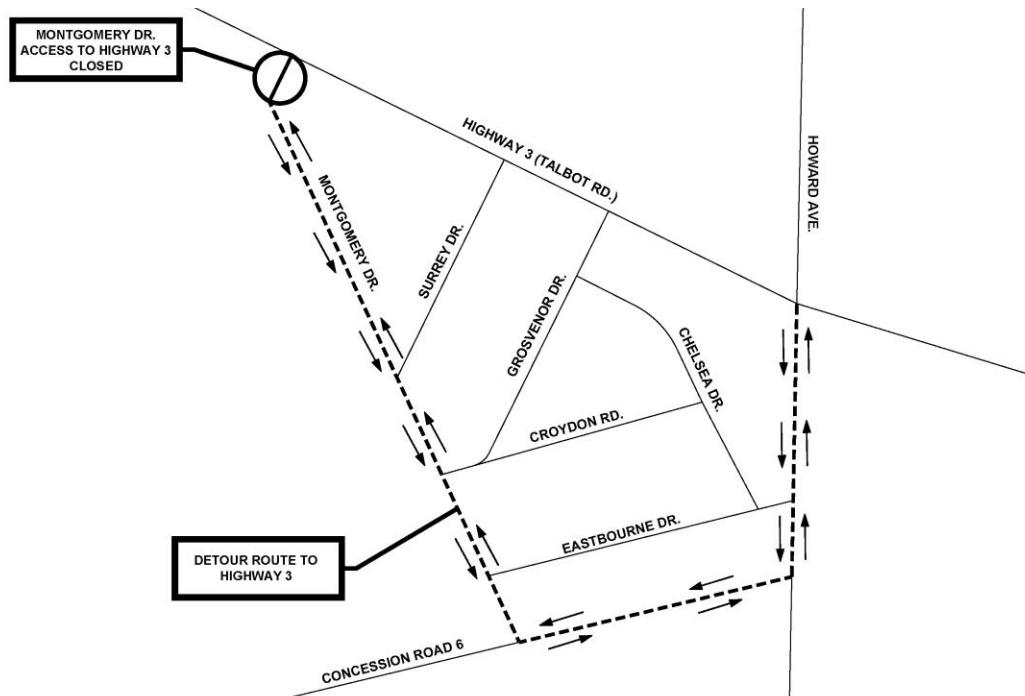 MONTGOMERY DR.
ACCESS TO HIGHWAY 3
CLOSED
HIGHWAY 3 (TALBOT RD.)
HOWARD AVE.
MONTGOMERY DR.
SURREY DR.
GROSVENOR DR.
CHELSEA DR.
CROYDON RD.
EASTBOURNE DR.
DETOUR ROUTE TO
HIGHWAY 3
CONCESSION ROAD 6